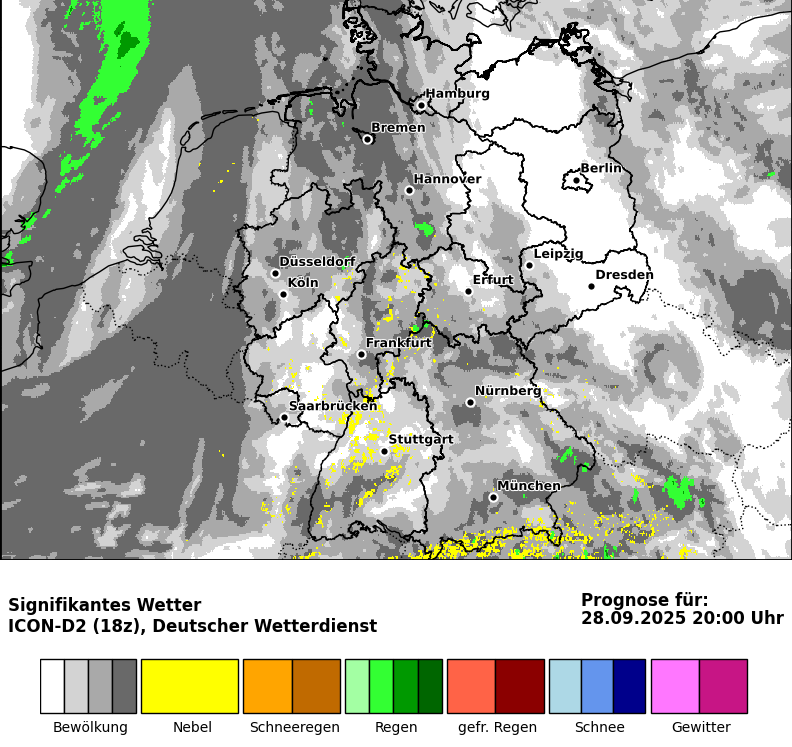 Hamburg
Bremen
Berlin
Hannover
Leipzig
Düsseldorf
Dresden
Köln
Erfurt
Frankfurt
Nürnberg
Saarbrücken
Stuttgart
München
Signifikantes Wetter
ICON-D2 (18z), Deutscher Wetterdienst
Prognose für:
28.09.2025 20:00 Uhr
Bewölkung
Nebel
Schneeregen
Regen
gefr. Regen
Schnee
Gewitter